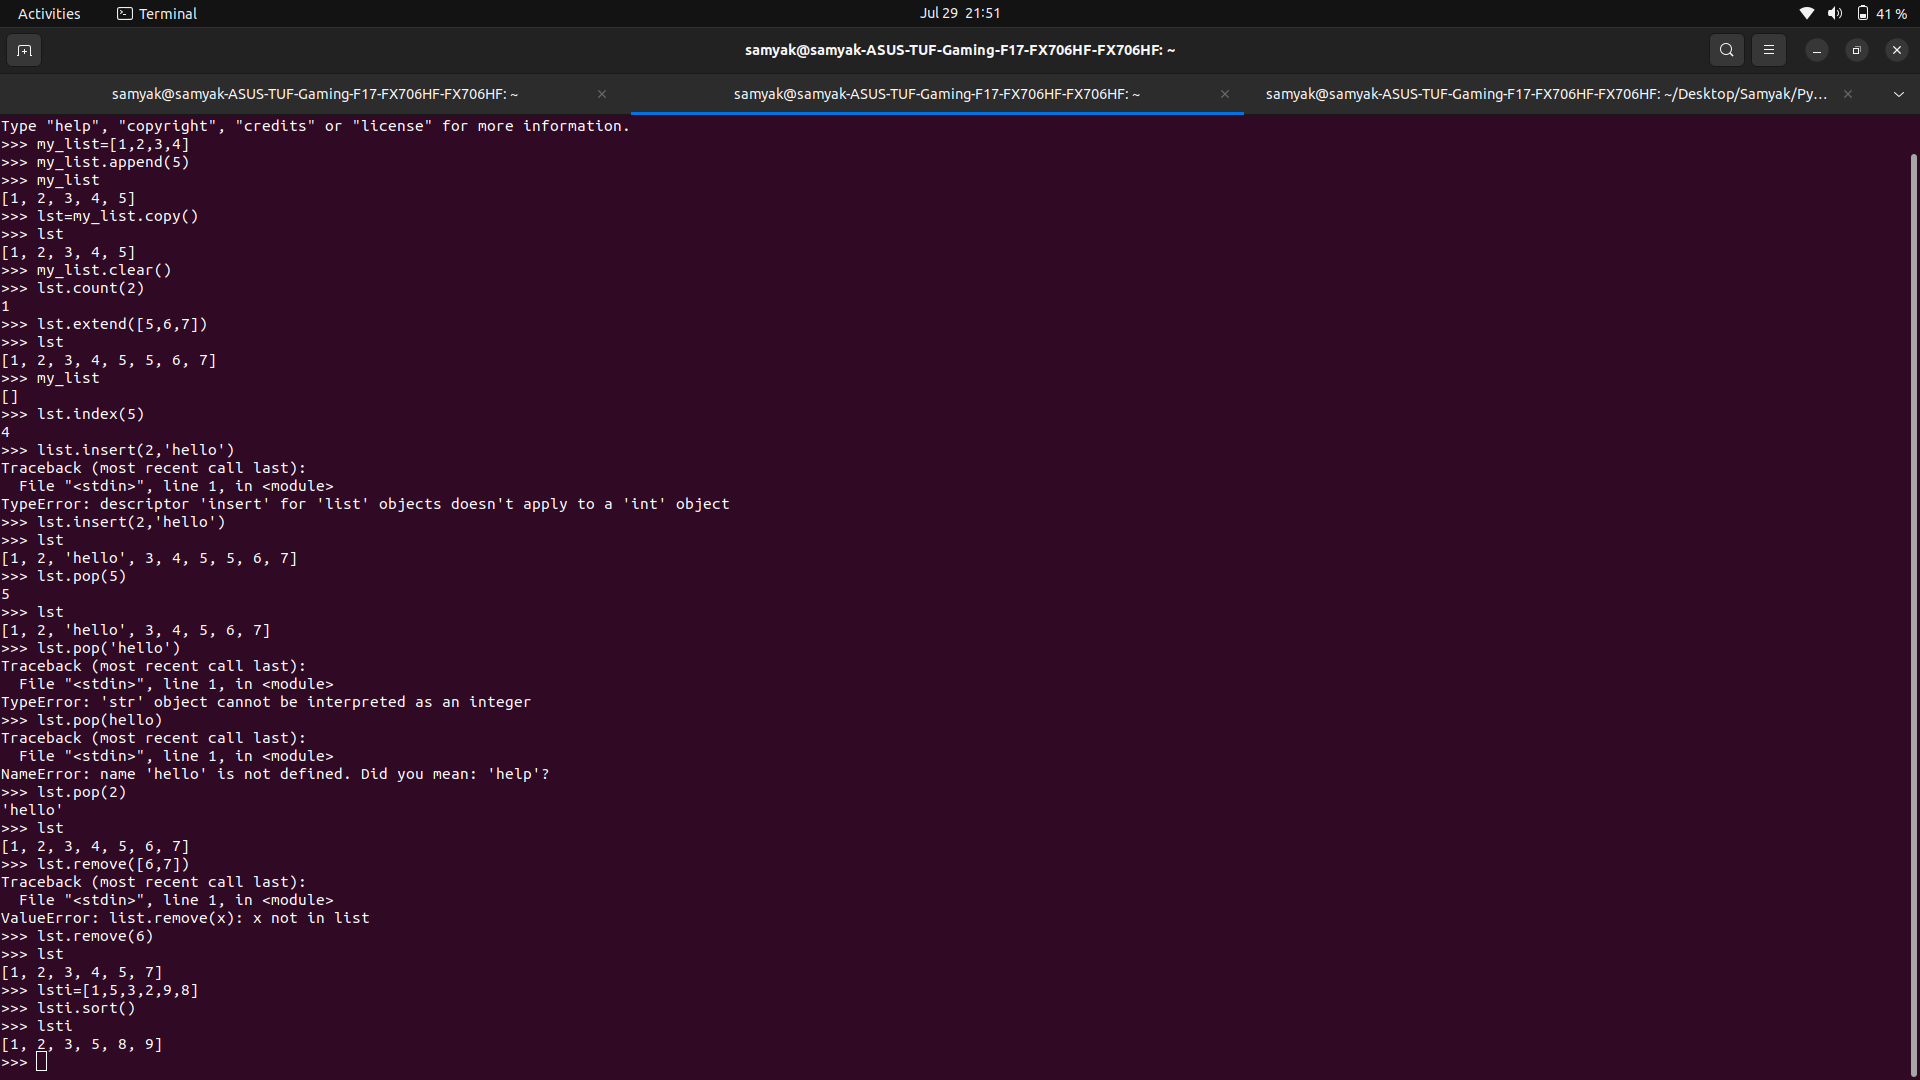 Activities
Terminal
Jul 29 21:51
41 %
samyak@samyak-ASUS-TUF-Gaming-F17-FX706HF-FX706HF: ~
samyak@samyak-ASUS-TUF-Gaming-F17-FX706HF-FX706HF: ~
samyak@samyak-ASUS-TUF-Gaming-F17-FX706HF-FX706HF: ~
samyak@samyak-ASUS-TUF-Gaming-F17-FX706HF-FX706HF: ~/Desktop/Samyak/Py...
Type "help", "copyright", "credits" or "license" for more information.
>>> my_list=[1,2,3,4]
>>> my_list.append(5)
>>> my_list
[1, 2, 3, 4, 5]
>>> lst=my_list.copy()
>>> lst
[1, 2, 3, 4, 5]
>>> my_list.clear()
>>> lst.count(2)
1
>>> lst.extend([5,6,7])
>>> lst
[1, 2, 3, 4, 5, 5, 6, 7]
>>> my_list
[]
>>> lst.index(5)
4
>>> list.insert(2,'hello')
Traceback (most recent call last):
  File "<stdin>", line 1, in <module>
TypeError: descriptor 'insert' for 'list' objects doesn't apply to a 'int' object
>>> lst.insert(2,'hello')
>>> lst
[1, 2, 'hello', 3, 4, 5, 5, 6, 7]
>>> lst.pop(5)
5
>>> lst
[1, 2, 'hello', 3, 4, 5, 6, 7]
>>> lst.pop('hello')
Traceback (most recent call last):
  File "<stdin>", line 1, in <module>
TypeError: 'str' object cannot be interpreted as an integer
>>> lst.pop(hello)
Traceback (most recent call last):
  File "<stdin>", line 1, in <module>
NameError: name 'hello' is not defined. Did you mean: 'help'?
>>> lst.pop(2)
'hello'
>>> lst
[1, 2, 3, 4, 5, 6, 7]
>>> lst.remove([6,7])
Traceback (most recent call last):
  File "<stdin>", line 1, in <module>
ValueError: list.remove(x): x not in list
>>> lst.remove(6)
>>> lst
[1, 2, 3, 4, 5, 7]
>>> lsti=[1,5,3,2,9,8]
>>> lsti.sort()
>>> lsti
[1, 2, 3, 5, 8, 9]
>>>